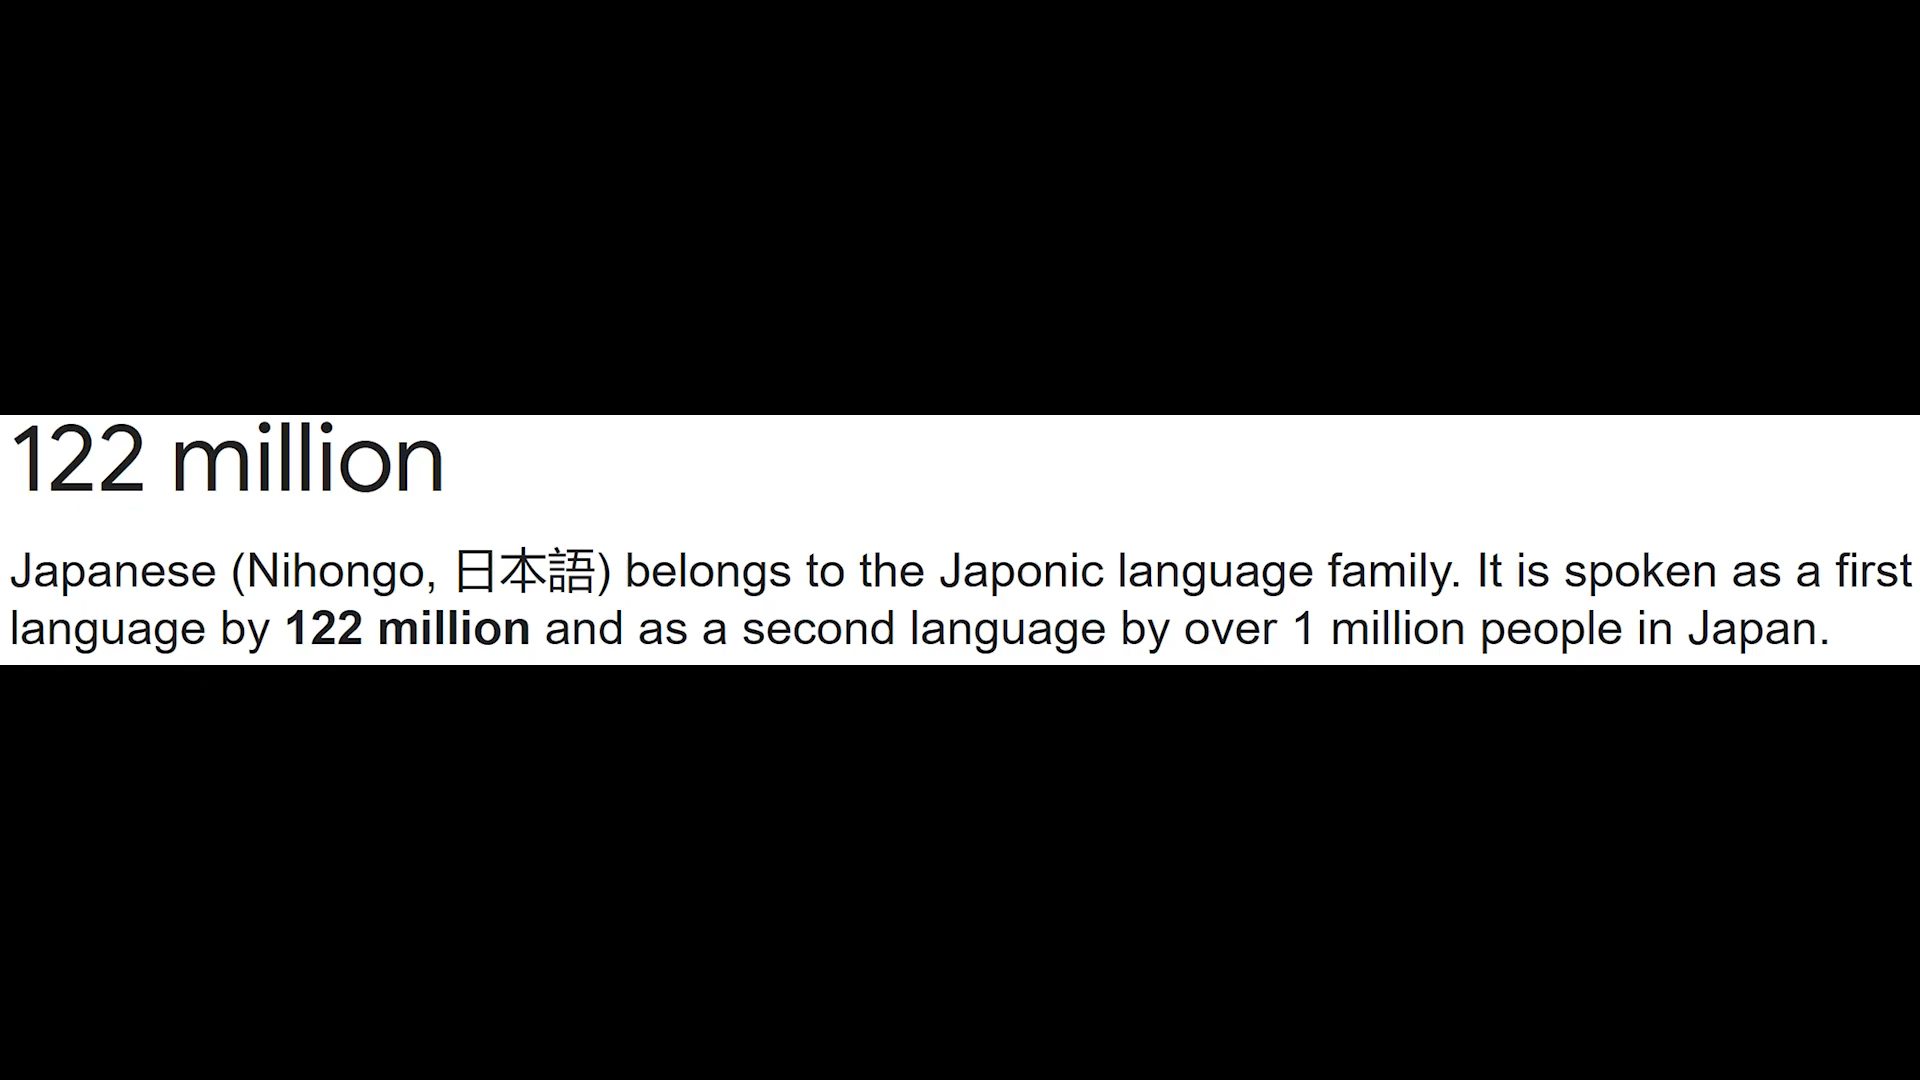 122 million
Japanese (Nihongo, 日本語) belongs to the Japonic language family. It is spoken as a first
language by 122 million and as a second language by over 1 million people in Japan.